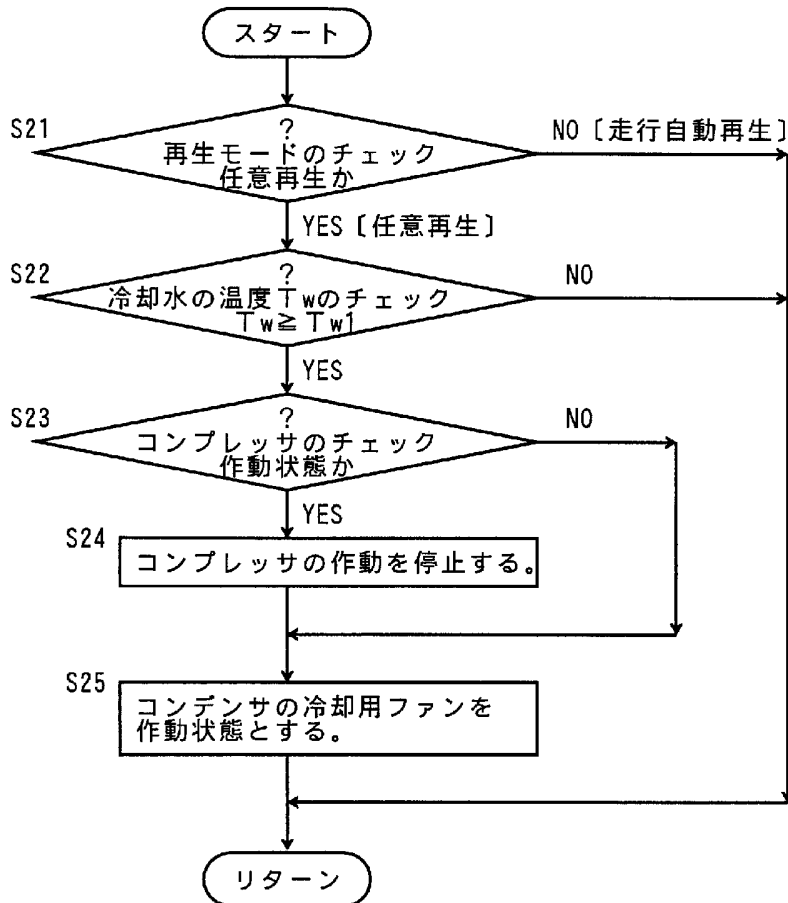 スタート
S21
?
再生モードのチェック
任意再生か
NO〔走行自動再生〕
YES〔任意再生〕
S22
?
冷却水の温度Twのチェック
Tw≧Tw1
NO
YES
S23
?
コンプレッサのチェック
作動状態か
NO
YES
S24
コンプレッサの作動を停止する。
S25
コンデンサの冷却用ファンを
作動状態とする。
リターン